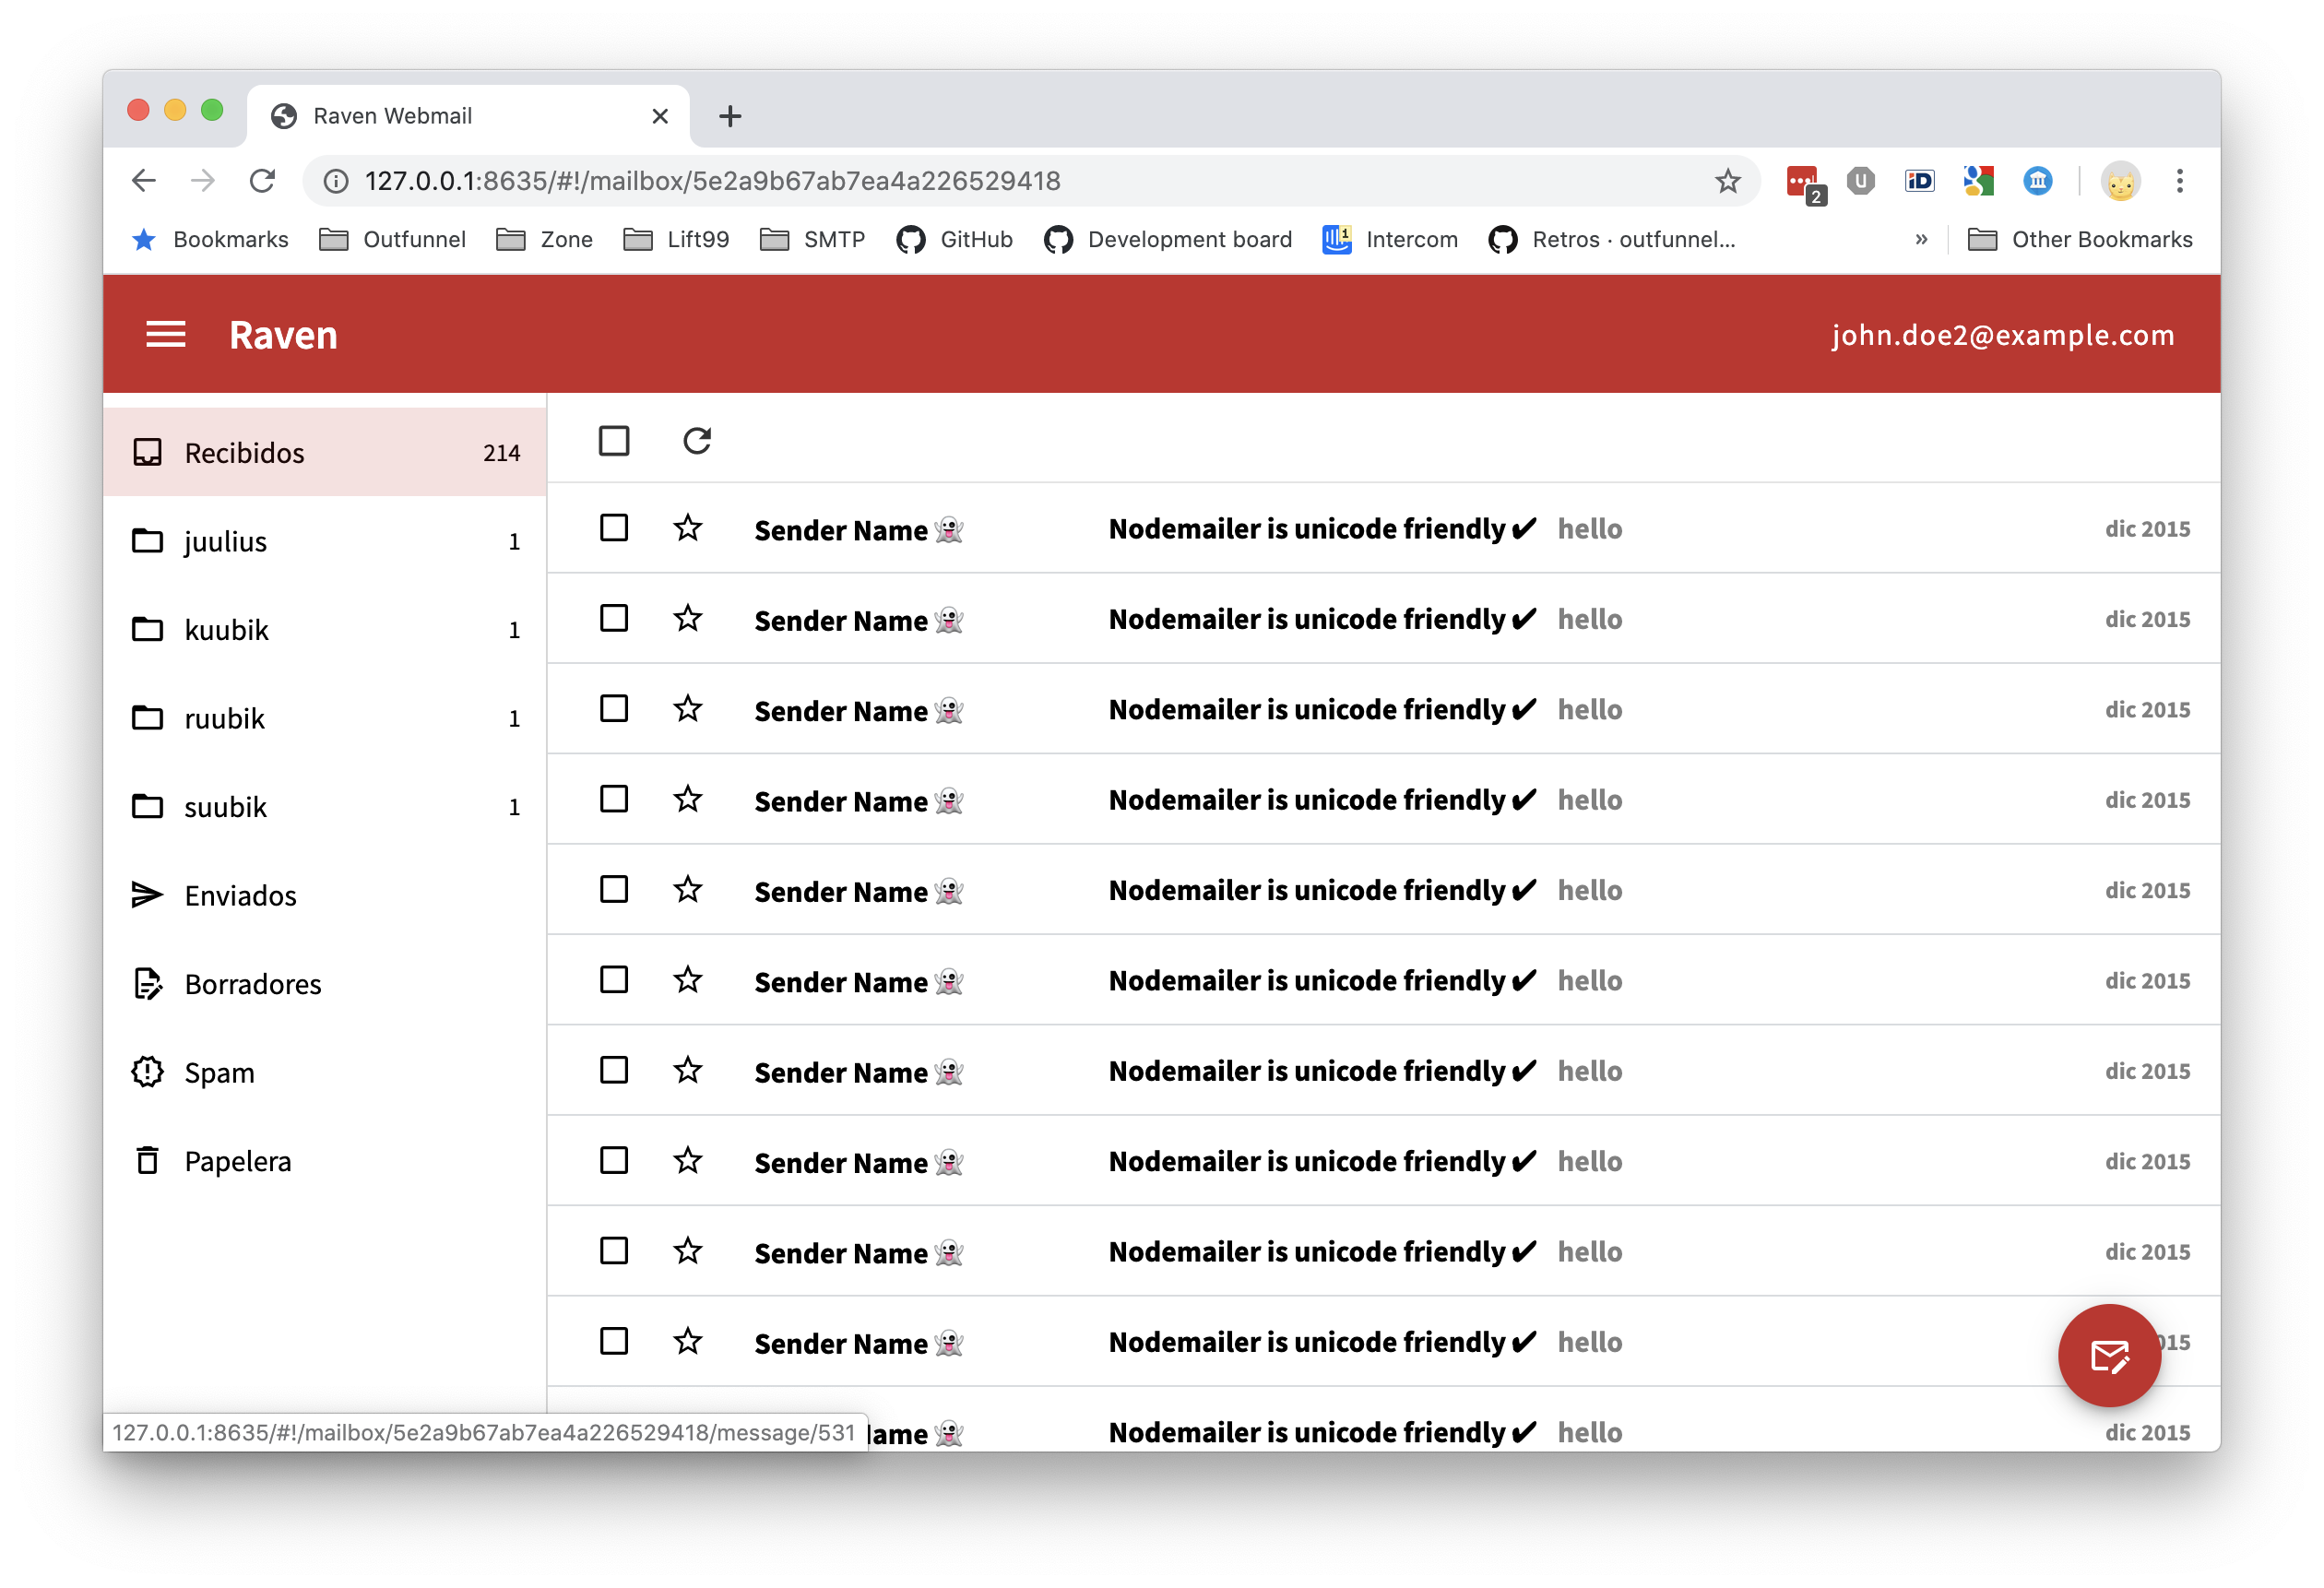 Raven Webmail
127.0.0.1:8635/#!/mailbox/5e2a9b67ab7ea4a226529418
2
Bookmarks Outfunnel Zone Lift99 SMTP GitHub Development board Intercom Retros · outfunnel... » Other Bookmarks
Raven john.doe2@example.com
Recibidos 214
juulius 1
kuubik 1
ruubik 1
suubik 1
Enviados
Borradores
Spam
Papelera
Sender Name 👻 Nodemailer is unicode friendly ✔ hello dic 2015
Sender Name 👻 Nodemailer is unicode friendly ✔ hello dic 2015
Sender Name 👻 Nodemailer is unicode friendly ✔ hello dic 2015
Sender Name 👻 Nodemailer is unicode friendly ✔ hello dic 2015
Sender Name 👻 Nodemailer is unicode friendly ✔ hello dic 2015
Sender Name 👻 Nodemailer is unicode friendly ✔ hello dic 2015
Sender Name 👻 Nodemailer is unicode friendly ✔ hello dic 2015
Sender Name 👻 Nodemailer is unicode friendly ✔ hello dic 2015
Sender Name 👻 Nodemailer is unicode friendly ✔ hello dic 2015
Sender Name 👻 Nodemailer is unicode friendly ✔ hello
👻 Nodemailer is unicode friendly ✔ hello dic 2015
127.0.0.1:8635/#!/mailbox/5e2a9b67ab7ea4a226529418/message/531